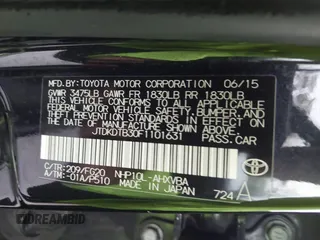 MFD. BY: TOYOTA MOTOR CORPORATION 06/15
GVWR 3475LB GAWR FR 1830LB RR 1830LB
THIS VEHICLE CONFORMS TO ALL APPLICABLE
FEDERAL MOTOR VEHICLE SAFETY, BUMPER, AND
THEFT PREVENTION STANDARDS IN EFFECT ON
THE DATE OF MANUFACTURE SHOWN ABOVE.
JTDKDTB30F1101631 PASS.CAR
C/TR: 209/FG20 NHP10L-AHXVBA
A/TM: -01A/P510 MADE IN JAPAN 724 A
TOYOTA
DREAMBID